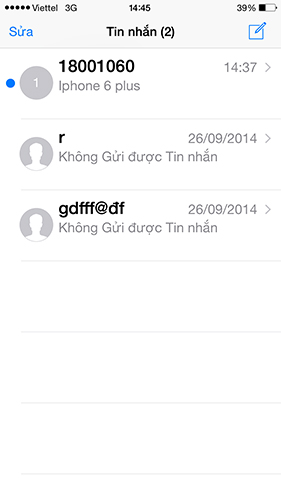 Viettel 3G 14:45 39%
Sửa Tin nhắn (2)
1 18001060 14:37
Iphone 6 plus
r 26/09/2014
Không Gửi được Tin nhắn
gdfff@đf 26/09/2014
Không Gửi được Tin nhắn